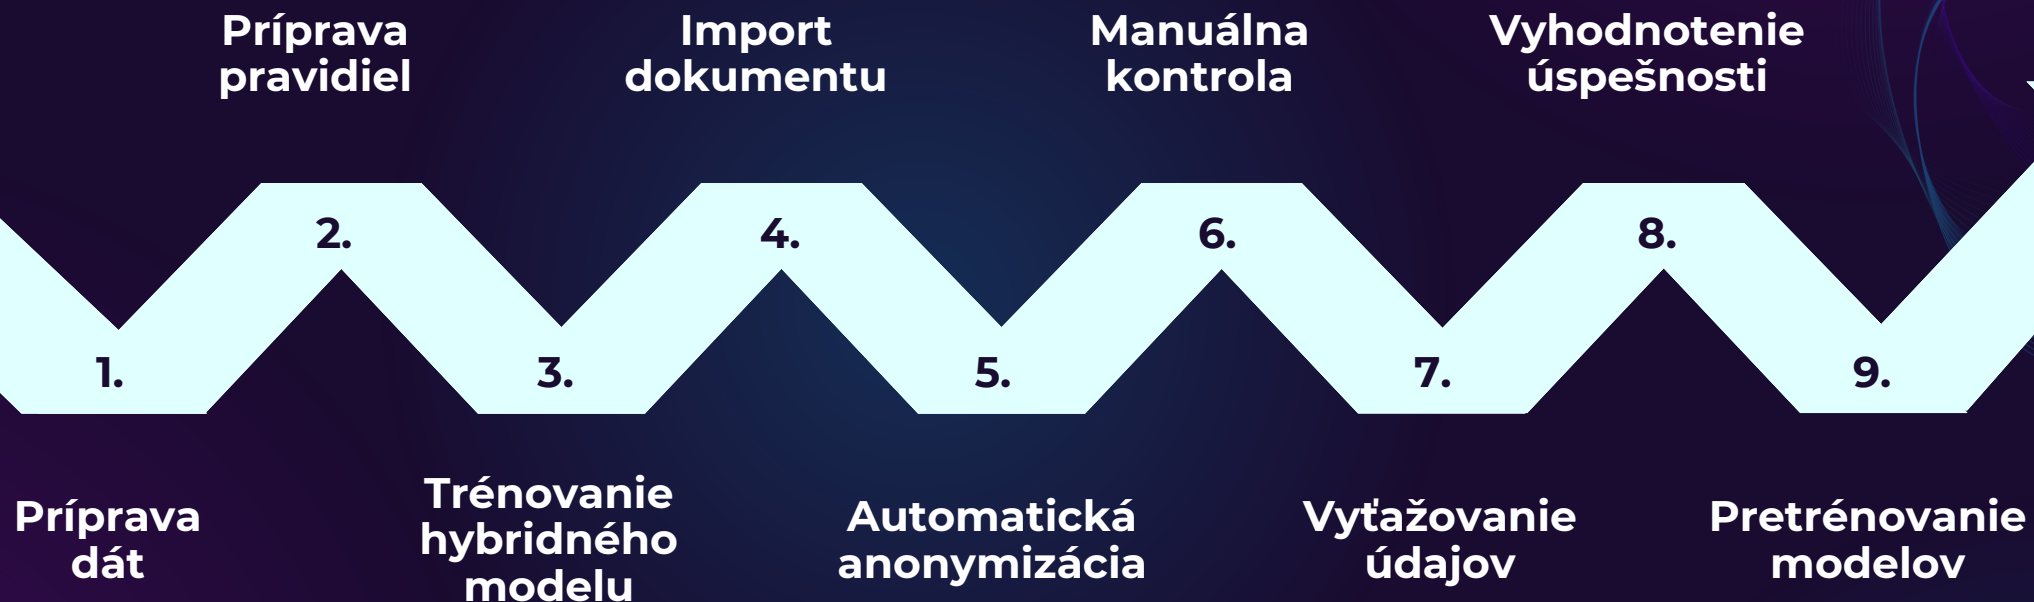 Príprava
pravidiel
Import
dokumentu
Manuálna
kontrola
Vyhodnotenie
úspešnosti
2.
4.
6.
8.
1.
3.
5.
7.
9.
Príprava
dát
Trénovanie
hybridného
modelu
Automatická
anonymizácia
Vyťažovanie
údajov
Pretrénovanie
modelov